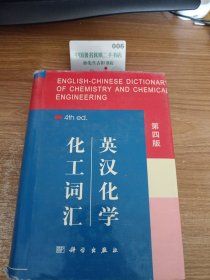 006
ENGLISH-CHINESE DICTIONARY
OF CHEMISTRY AND CHEMICAL
ENGINEERING
4th ed.
第四版
英汉化学
化工词汇
科学出版社